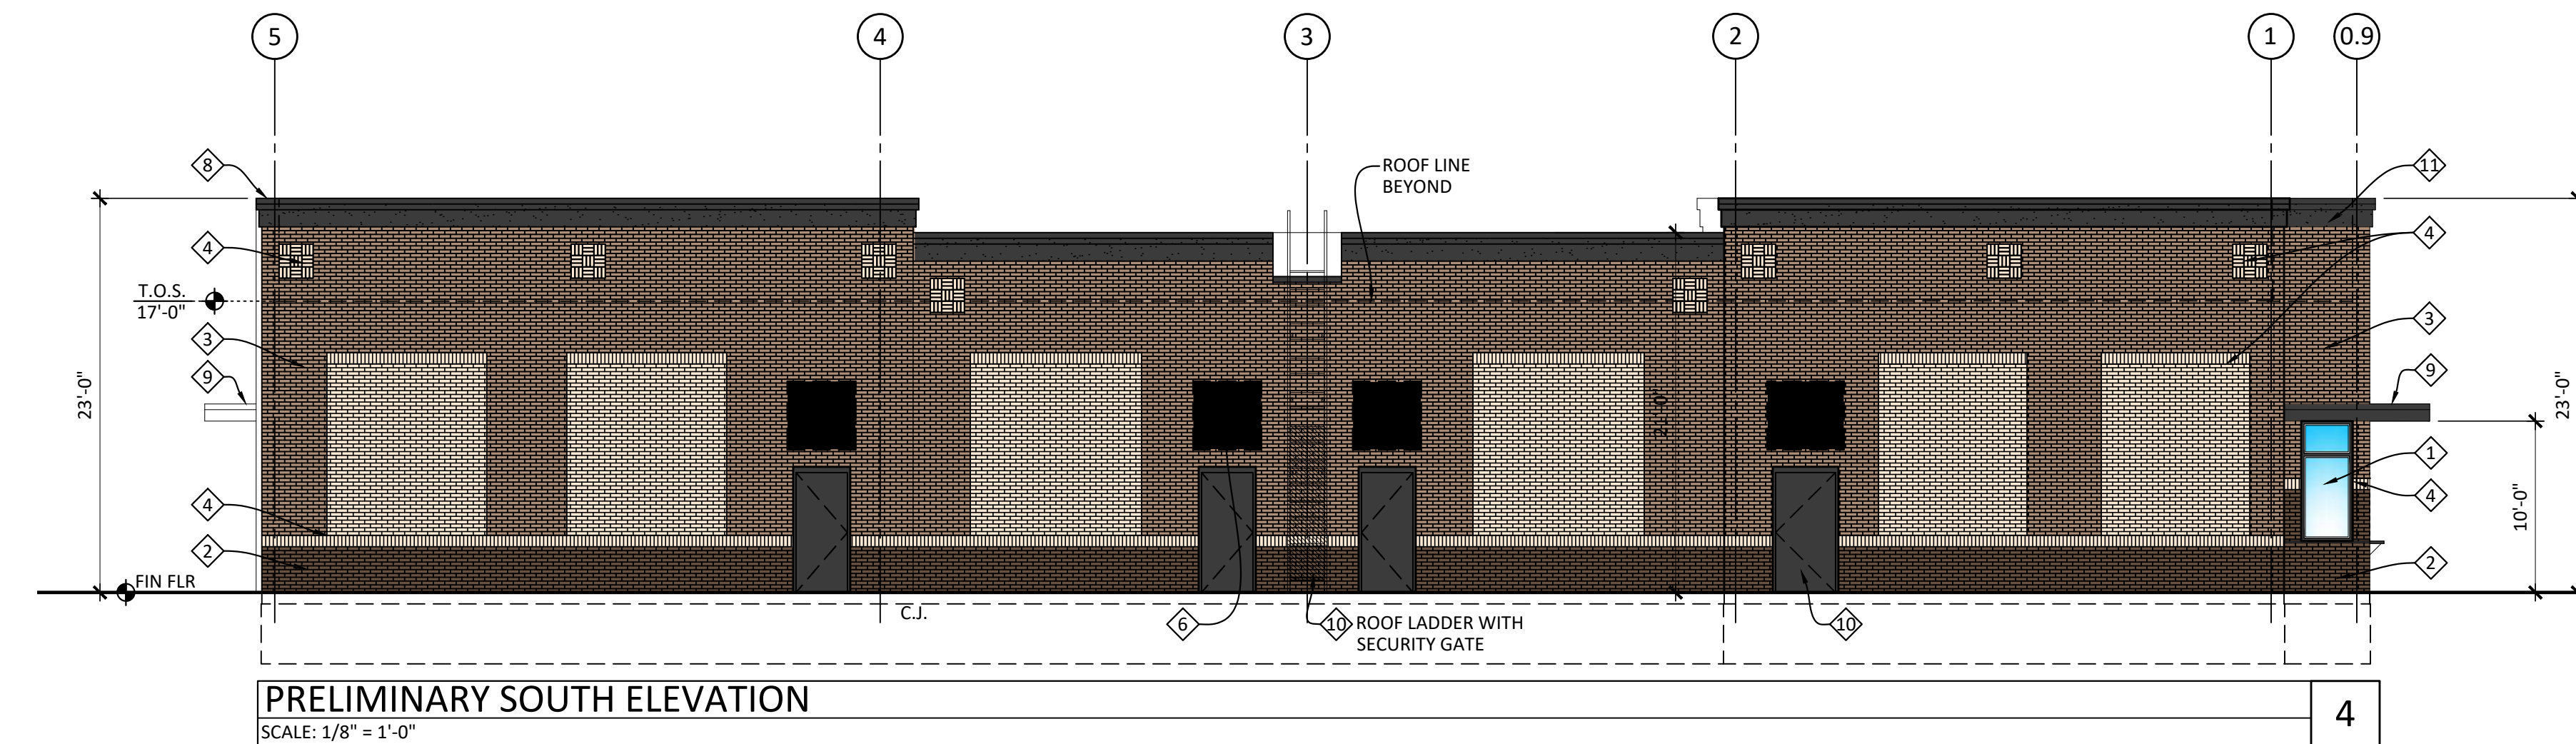 5 4 3 2 1 0.9
8
ROOF LINE
BEYOND
11
4
4
T.O.S.
17'-0"
3
3
9
9
23'-0"
21'-0"
23'-0"
1
4
4
10'-0"
2
2
FIN FLR
C.J.
6
10 ROOF LADDER WITH
SECURITY GATE
10
PRELIMINARY SOUTH ELEVATION
4
SCALE: 1/8" = 1'-0"